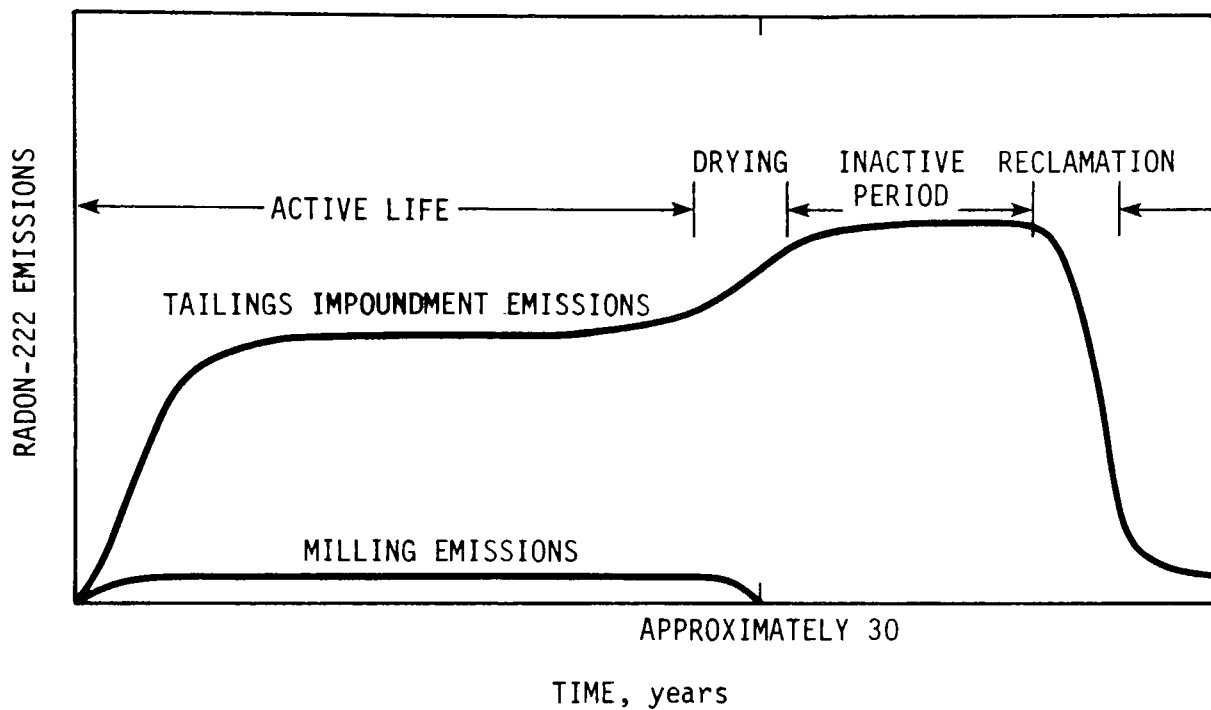 RADON-222 EMISSIONS
DRYING
INACTIVE
PERIOD
RECLAMATION
ACTIVE LIFE
TAILINGS IMPOUNDMENT EMISSIONS
MILLING EMISSIONS
APPROXIMATELY 30
TIME, years